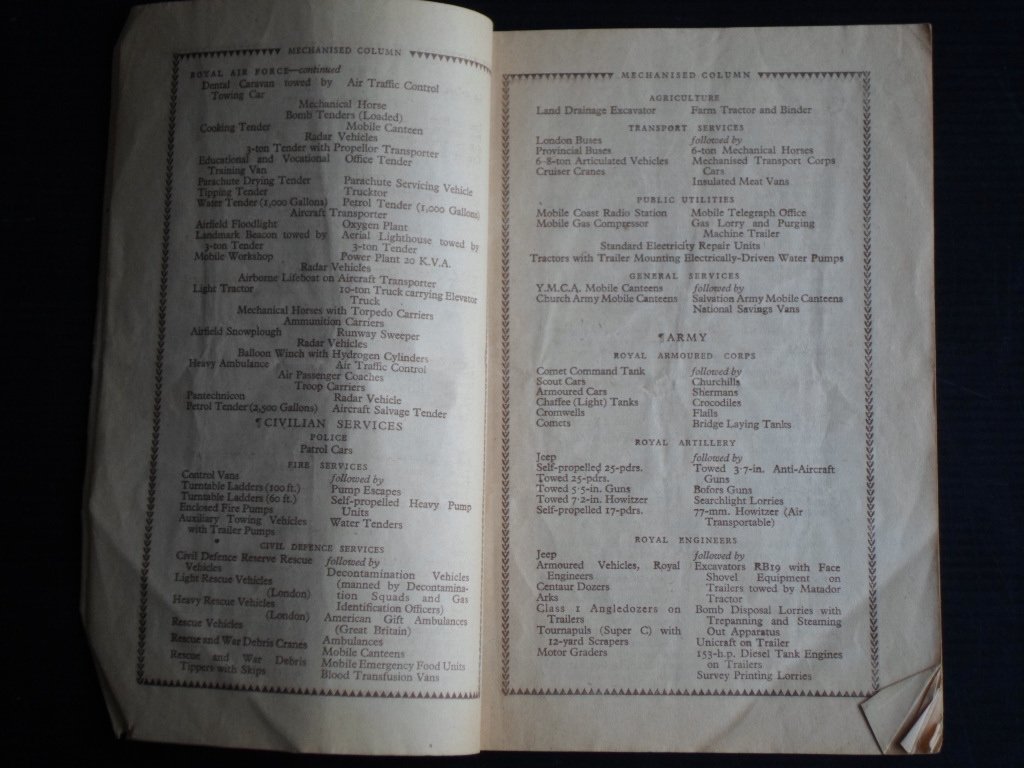 MECHANISED COLUMN
ROYAL AIR FORCE—continued
Dental Caravan towed by Air Traffic Control
Towing Car
Mechanical Horse
Bomb Tenders (Loaded)
Cooking Tender Mobile Canteen
Radar Vehicles
3-ton Tender with Propellor Transporter
Educational and Vocational Office Tender
Training Van
Parachute Drying Tender Parachute Servicing Vehicle
Tipping Tender Trucktor
Water Tender (1,000 Gallons) Petrol Tender (1,000 Gallons)
Aircraft Transporter
Airfield Floodlight Oxygen Plant
Landmark Beacon towed by Aerial Lighthouse towed by
3-ton Tender 3-ton Tender
Mobile Workshop Power Plant 20 K.V.A.
Radar Vehicles
Airborne Lifeboat on Aircraft Transporter
Light Tractor 10-ton Truck carrying Elevator
Truck
Mechanical Horses with Torpedo Carriers
Ammunition Carriers
Airfield Snowplough Runway Sweeper
Radar Vehicles
Balloon Winch with Hydrogen Cylinders
Heavy Ambulance Air Traffic Control
Air Passenger Coaches
Troop Carriers
Pantechnicon Radar Vehicle
Petrol Tender (2,500 Gallons) Aircraft Salvage Tender
¶CIVILIAN SERVICES
POLICE
Patrol Cars
FIRE SERVICES
Control Vans followed by
Turntable Ladders (100 ft.) Pump Escapes
Turntable Ladders (60 ft.) Self-propelled Heavy Pump
Enclosed Fire Pumps Units
Auxiliary Towing Vehicles Water Tenders
with Trailer Pumps
CIVIL DEFENCE SERVICES
Civil Defence Reserve Rescue followed by
Vehicles Decontamination Vehicles
Light Rescue Vehicles (manned by Decontamina-
(London) tion Squads and Gas
Heavy Rescue Vehicles Identification Officers)
(London) American Gift Ambulances
Rescue Vehicles (Great Britain)
Rescue and War Debris Cranes Ambulances
Rescue and War Debris Mobile Canteens
Tippers with Skips Mobile Emergency Food Units
Blood Transfusion Vans
MECHANISED COLUMN
AGRICULTURE
Land Drainage Excavator Farm Tractor and Binder
TRANSPORT SERVICES
London Buses followed by
Provincial Buses 6-ton Mechanical Horses
6-8-ton Articulated Vehicles Mechanised Transport Corps
Cruiser Cranes Cars
Insulated Meat Vans
PUBLIC UTILITIES
Mobile Coast Radio Station Mobile Telegraph Office
Mobile Gas Compressor Gas Lorry and Purging
Machine Trailer
Standard Electricity Repair Units
Tractors with Trailer Mounting Electrically-Driven Water Pumps
GENERAL SERVICES
Y.M.C.A. Mobile Canteens followed by
Church Army Mobile Canteens Salvation Army Mobile Canteens
National Savings Vans
¶ARMY
ROYAL ARMOURED CORPS
Comet Command Tank followed by
Scout Cars Churchills
Armoured Cars Shermans
Chaffee (Light) Tanks Crocodiles
Cromwells Flails
Comets Bridge Laying Tanks
ROYAL ARTILLERY
Jeep followed by
Self-propelled 25-pdrs. Towed 3·7-in. Anti-Aircraft
Towed 25-pdrs. Guns
Towed 5·5-in. Guns Bofors Guns
Towed 7·2-in. Howitzer Searchlight Lorries
Self-propelled 17-pdrs. 77-mm. Howitzer (Air
Transportable)
ROYAL ENGINEERS
Jeep followed by
Armoured Vehicles, Royal Excavators RB19 with Face
Engineers Shovel Equipment on
Centaur Dozers Trailers towed by Matador
Arks Tractor
Class 1 Angledozers on Bomb Disposal Lorries with
Trailers Trepanning and Steaming
Tournapuls (Super C) with Out Apparatus
12-yard Scrapers Unicraft on Trailer
Motor Graders 153-h.p. Diesel Tank Engines
on Trailers
Survey Printing Lorries